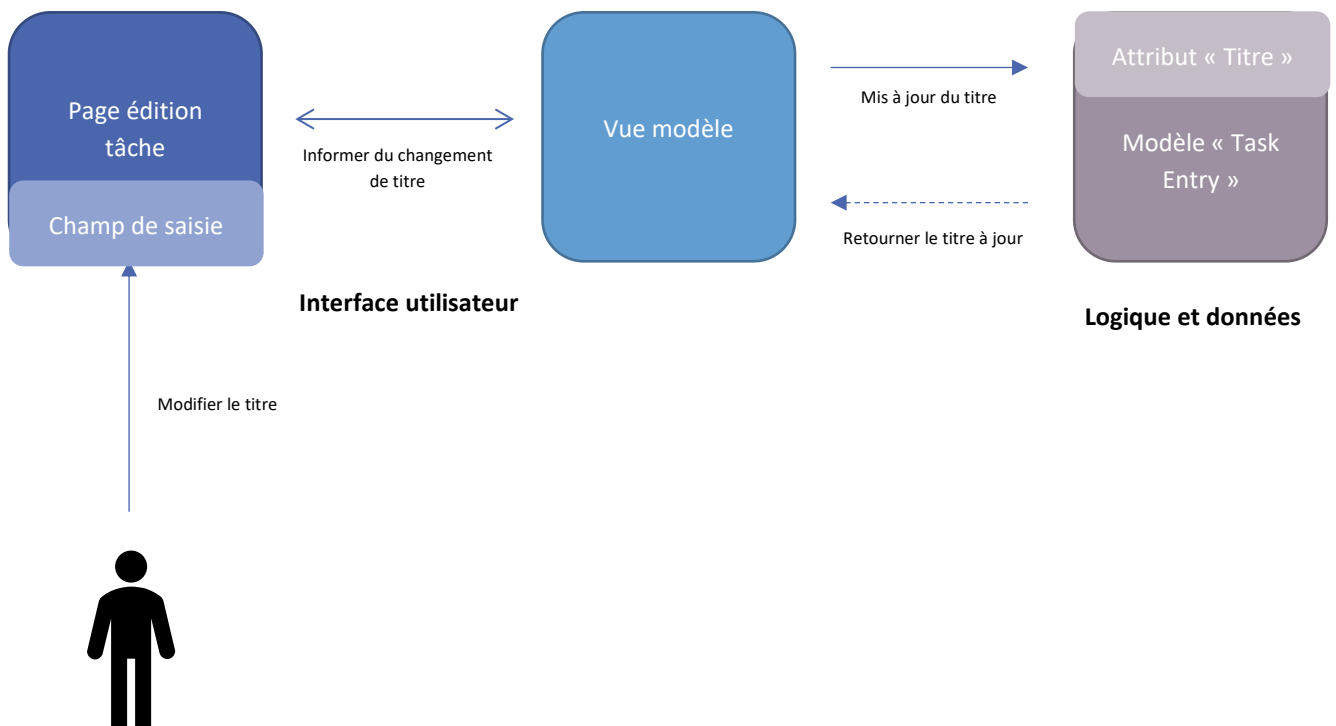 Page édition
tâche
Champ de saisie
Informer du changement
de titre
Vue modèle
Mis à jour du titre
Retourner le titre à jour
Attribut « Titre »
Modèle « Task
Entry »
Interface utilisateur
Logique et données
Modifier le titre